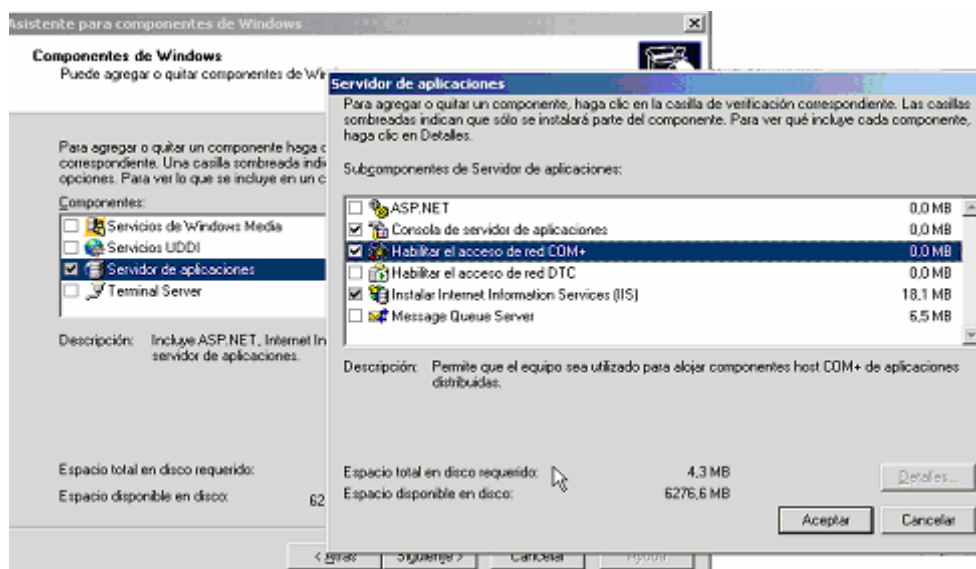 Asistente para componentes de Windows
Componentes de Windows
Puede agregar o quitar componentes de Wi
Para agregar o quitar un componente haga c
correspondiente. Una casilla sombreada indi
opciones. Para ver lo que se incluye en un c
Componentes:
Servicios de Windows Media
Servicios UDDI
Servidor de aplicaciones
Terminal Server
Descripción: Incluye ASP.NET, Internet In
servidor de aplicaciones.
Espacio total en disco requerido:
Espacio disponible en disco: 62
< Atrás Siguiente > Cancelar Ayuda
Servidor de aplicaciones
Para agregar o quitar un componente, haga clic en la casilla de verificación correspondiente. Las casillas
sombreadas indican que sólo se instalará parte del componente. Para ver qué incluye cada componente,
haga clic en Detalles.
Subcomponentes de Servidor de aplicaciones:
ASP.NET 0,0 MB
Consola de servidor de aplicaciones 0,0 MB
Habilitar el acceso de red COM+ 0,0 MB
Habilitar el acceso de red DTC 0,0 MB
Instalar Internet Information Services (IIS) 18,1 MB
Message Queue Server 6,5 MB
Descripción: Permite que el equipo sea utilizado para alojar componentes host COM+ de aplicaciones
distribuidas.
Espacio total en disco requerido: 4,3 MB
Espacio disponible en disco: 6276,6 MB
Detalles...
Aceptar Cancelar